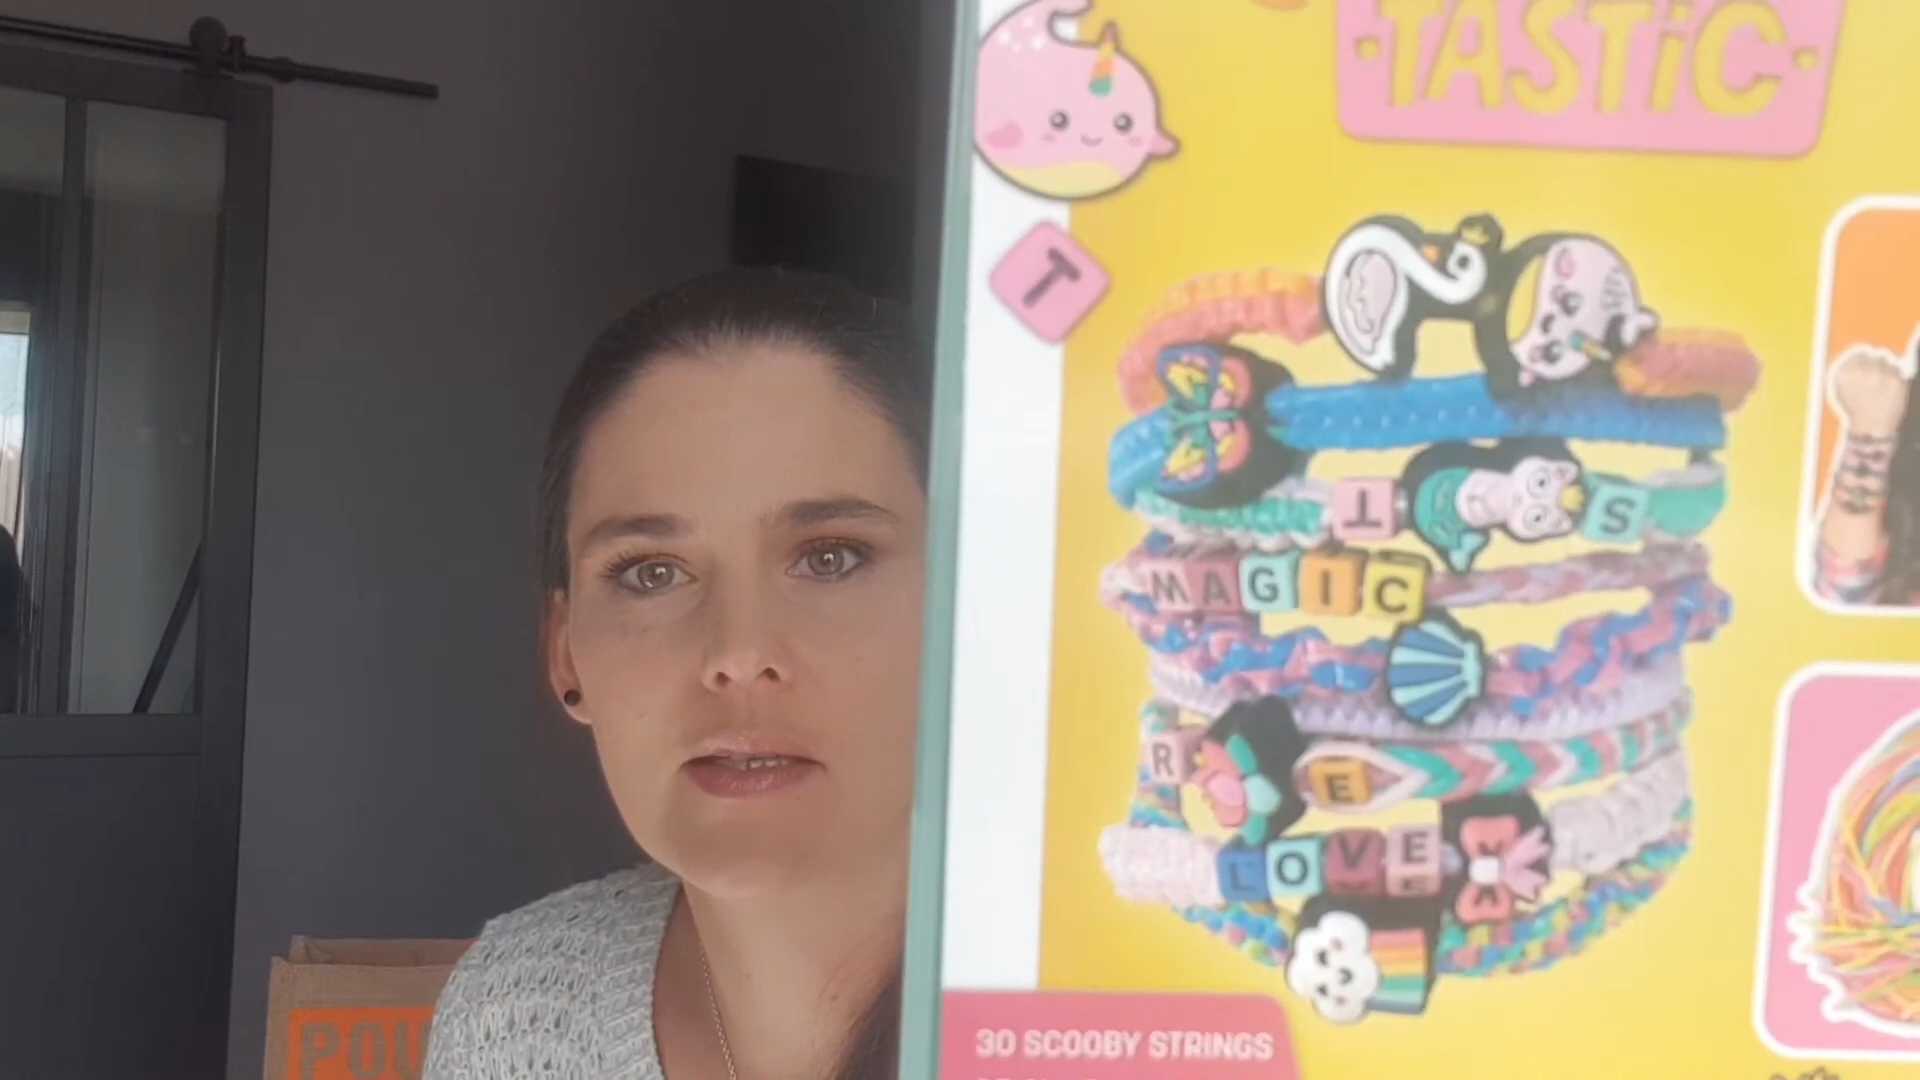 ·TASTiC·
T
T S
MAGIC
R E
LOVE
30 SCOOBY STRINGS
POU